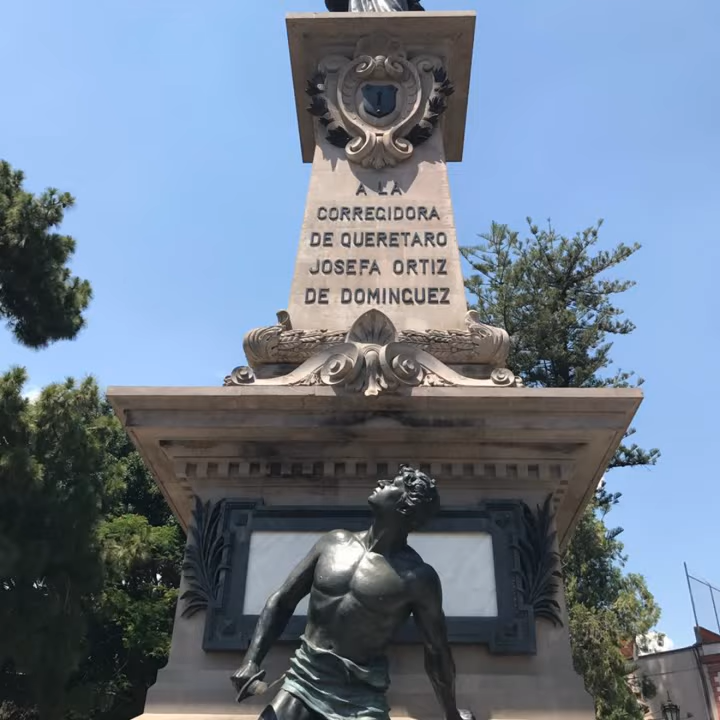 A LA
CORREGIDORA
DE QUERETARO
JOSEFA ORTIZ
DE DOMINGUEZ